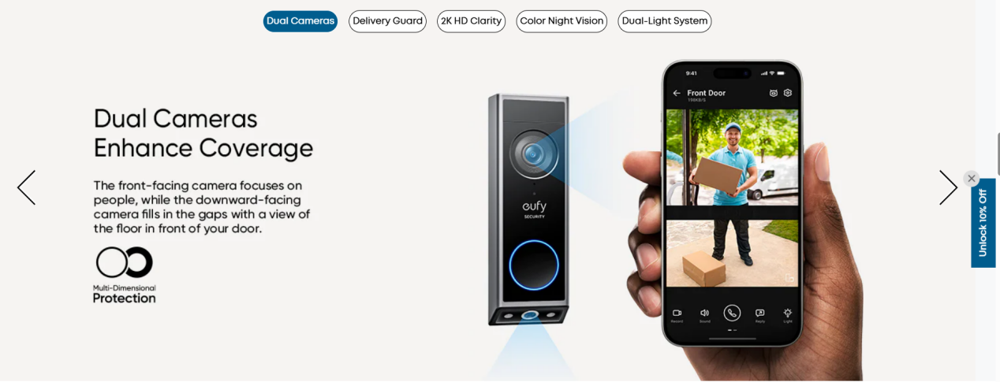 Dual Cameras
Delivery Guard
2K HD Clarity
Color Night Vision
Dual-Light System
Dual Cameras
Enhance Coverage
The front-facing camera focuses on
people, while the downward-facing
camera fills in the gaps with a view of
the floor in front of your door.
Multi-Dimensional
Protection
eufy
SECURITY
9:41
Front Door
198KB/S
Record
Sound
Reply
Light
Unlock 10% Off